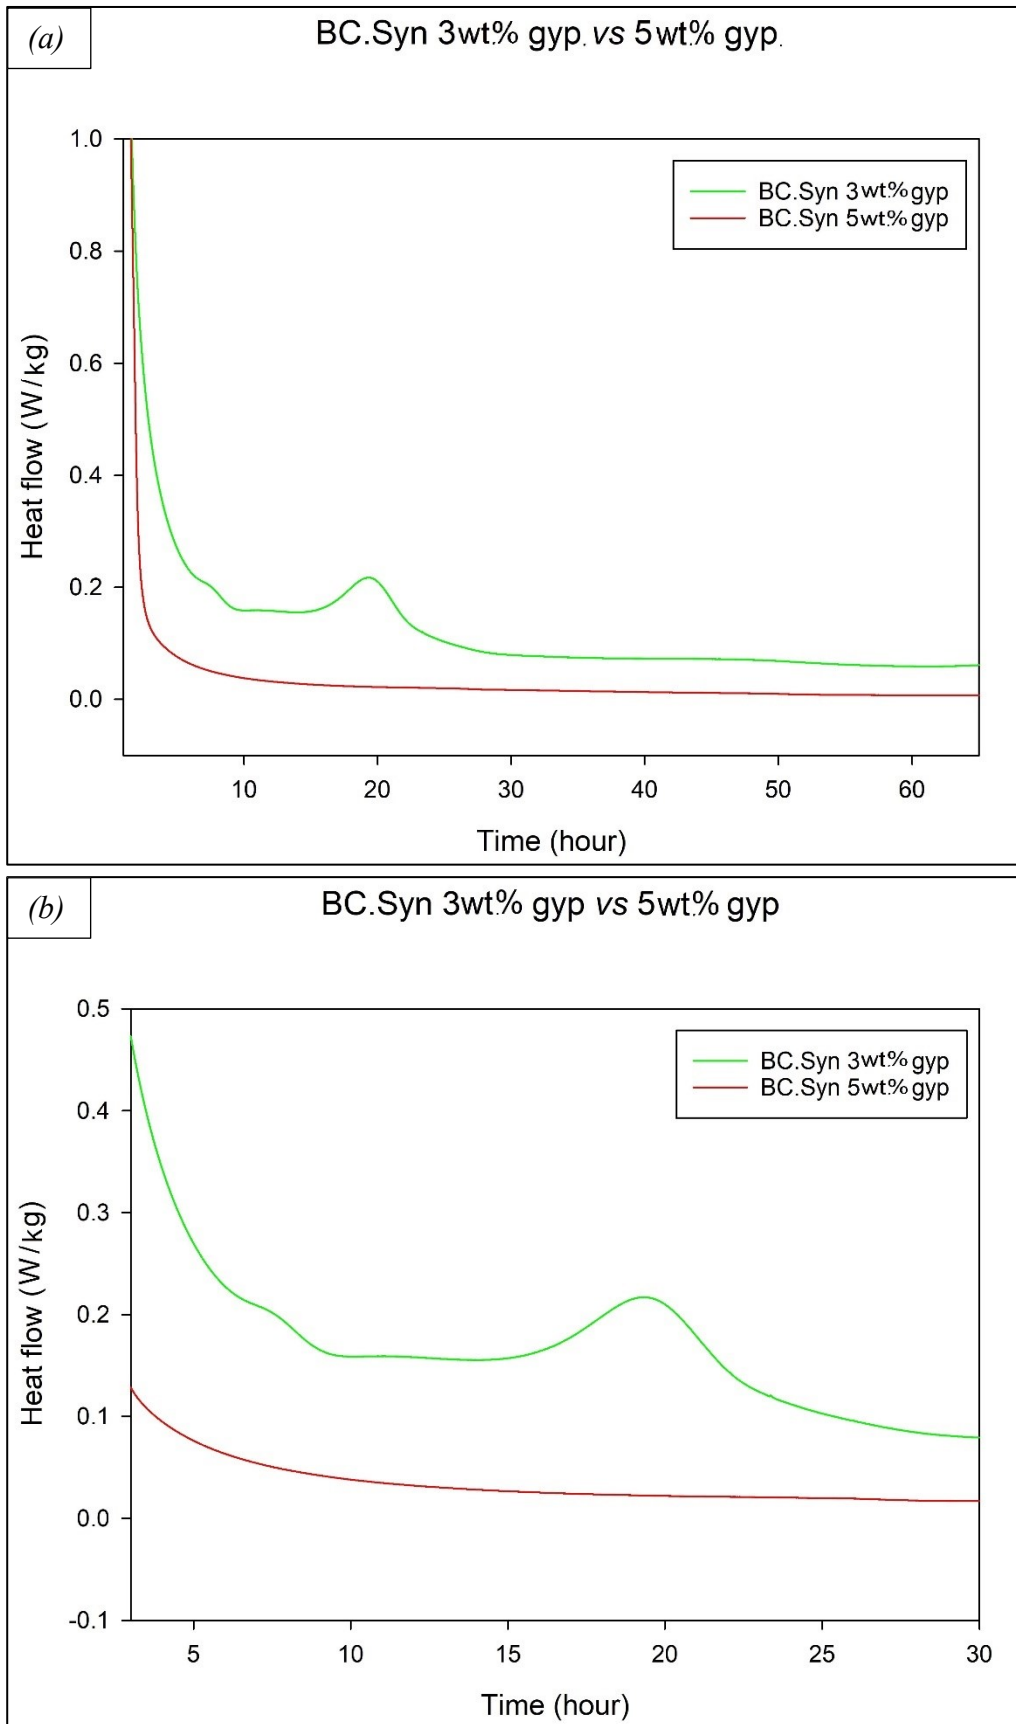 (a)
BC.Syn 3wt.% gyp. vs 5wt.% gyp.
1.0
0.8
0.6
0.4
0.2
0.0
Heat flow (W/kg)
BC.Syn 3wt.% gyp
BC.Syn 5wt.% gyp
10 20 30 40 50 60
Time (hour)
(b)
BC.Syn 3wt.% gyp vs 5wt.% gyp
0.5
0.4
0.3
0.2
0.1
0.0
-0.1
Heat flow (W/kg)
BC.Syn 3wt.% gyp
BC.Syn 5wt.% gyp
5 10 15 20 25 30
Time (hour)